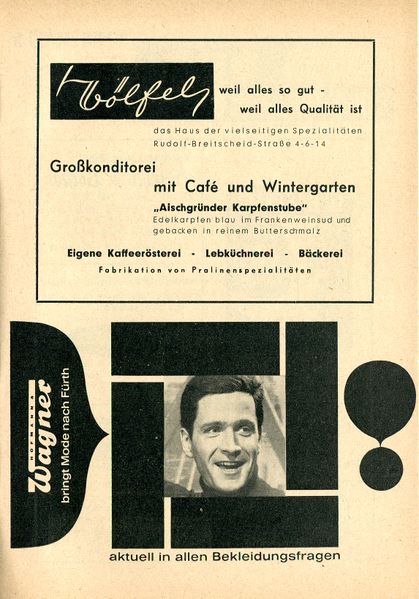 Wölfel
weil alles so gut -
weil alles Qualität ist
das Haus der vielseitigen Spezialitäten
Rudolf-Breitscheid-Straße 4-6-14
Großkonditorei
mit Café und Wintergarten
„Aischgründer Karpfenstube“
Edelkarpfen blau im Frankenweinsud und
gebacken in reinem Butterschmalz
Eigene Kaffeerösterei - Lebküchnerei - Bäckerei
Fabrikation von Pralinenspezialitäten
HOFMANNA
Wagner
bringt Mode nach Fürth
aktuell in allen Bekleidungsfragen